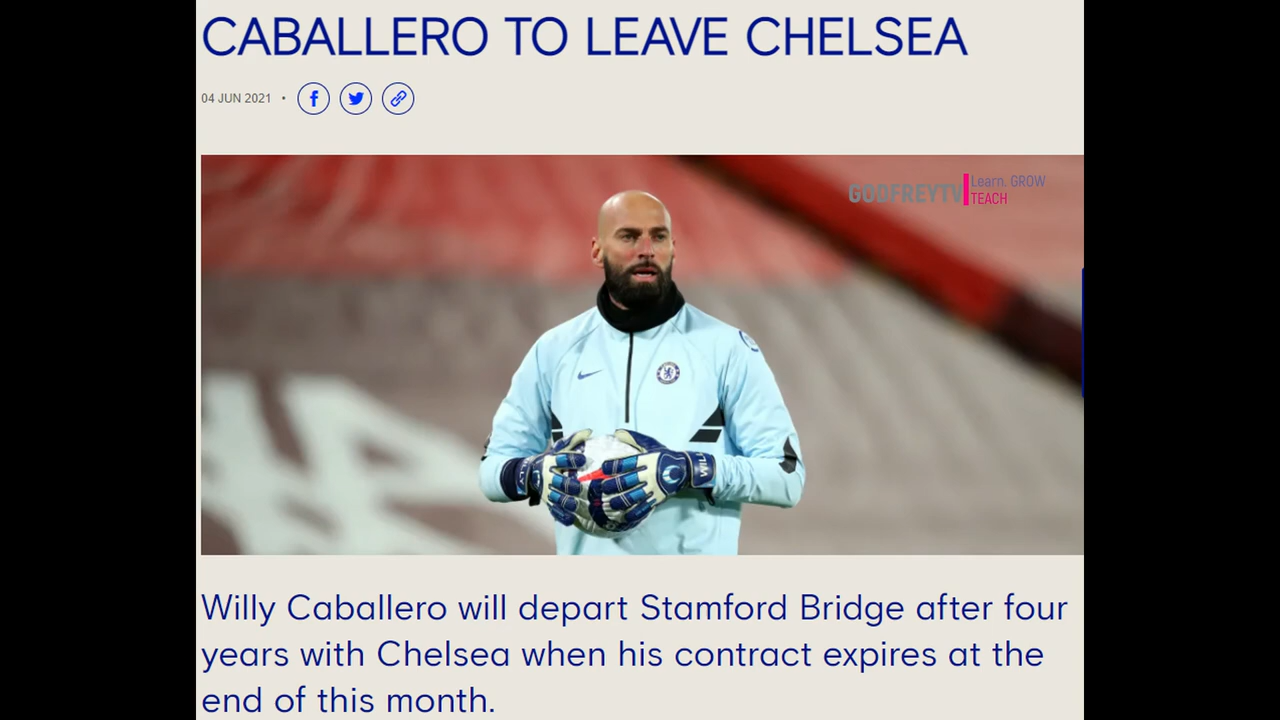 CABALLERO TO LEAVE CHELSEA
04 JUN 2021 •
GODFREYTV Learn. GROW
TEACH
WILLY
Willy Caballero will depart Stamford Bridge after four
years with Chelsea when his contract expires at the
end of this month.